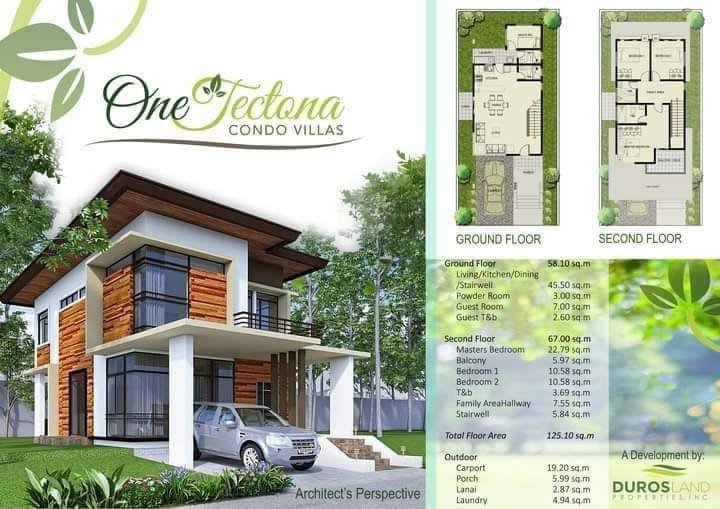 One Tectona
CONDO VILLAS
Architect's Perspective
GROUND FLOOR
SECOND FLOOR
Ground Floor 58.10 sq.m
Living/Kitchen/Dining
/Stairwell 45.50 sq.m
Powder Room 3.00 sq.m
Guest Room 7.00 sq.m
Guest T&b 2.60 sq.m
Second Floor 67.00 sq.m
Masters Bedroom 22.79 sq.m
Balcony 5.97 sq.m
Bedroom 1 10.58 sq.m
Bedroom 2 10.58 sq.m
T&b 3.69 sq.m
Family AreaHallway 7.55 sq.m
Stairwell 5.84 sq.m
Total Floor Area 125.10 sq.m
Outdoor
Carport 19.20 sq.m
Porch 5.99 sq.m
Lanai 2.87 sq.m
Laundry 4.94 sq.m
A Development by:
DUROSLAND
PROPERTIES, INC.